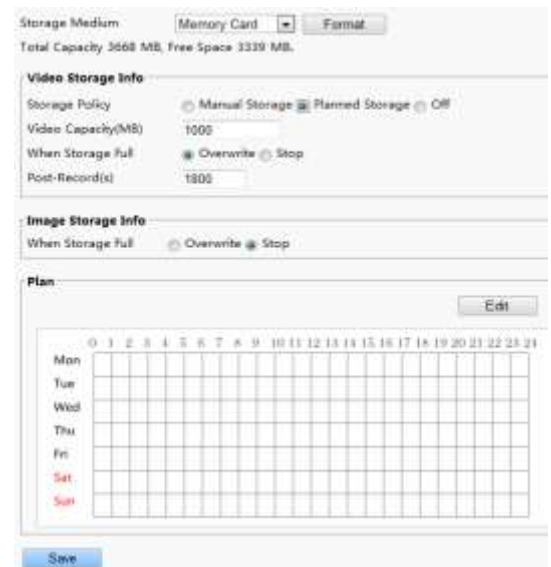 Storage Medium Memory Card Format
Total Capacity 3668 MB, Free Space 3339 MB.
Video Storage Info
Storage Policy Manual Storage Planned Storage Off
Video Capacity(MB) 1000
When Storage Full Overwrite Stop
Post-Record(s) 1800
Image Storage Info
When Storage Full Overwrite Stop
Plan
Edit
0 1 2 3 4 5 6 7 8 9 10 11 12 13 14 15 16 17 18 19 20 21 22 23 24
Mon
Tue
Wed
Thu
Fri
Sat
Sun
Save